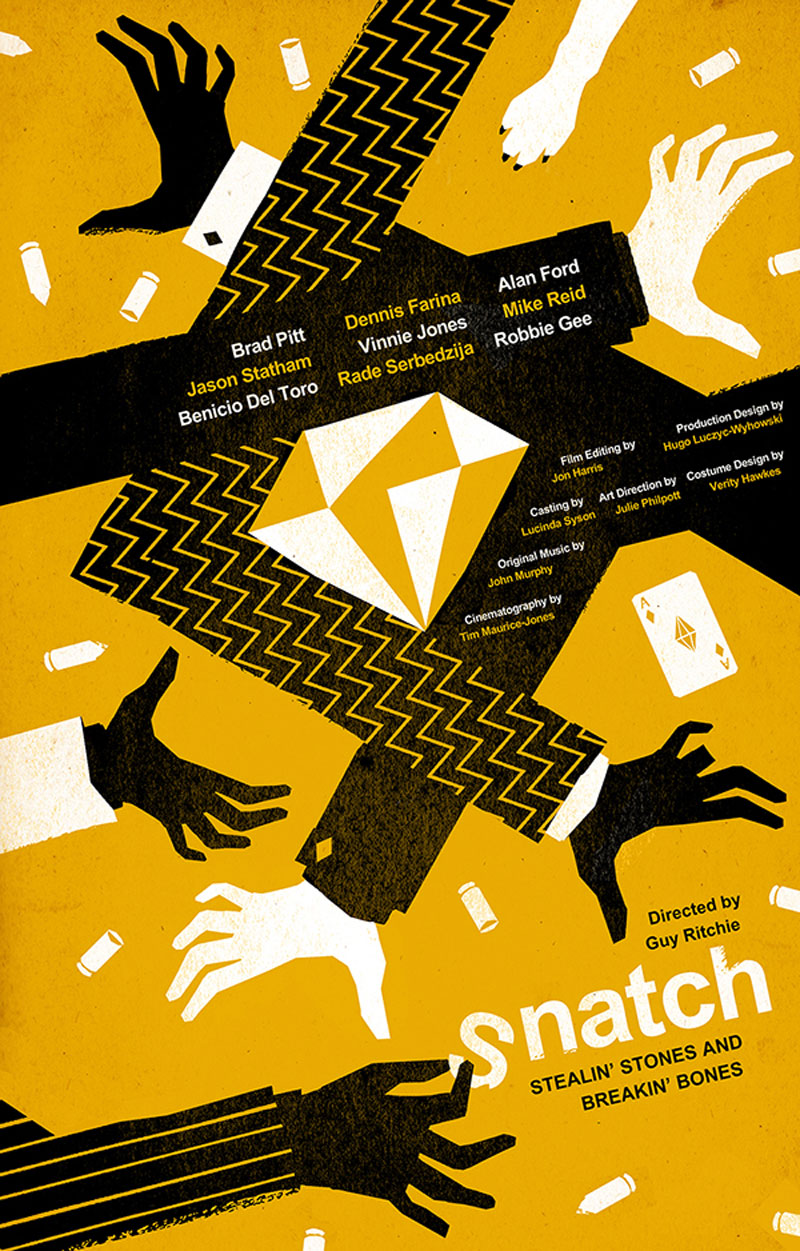 Brad Pitt
Jason Statham
Benicio Del Toro
Dennis Farina
Vinnie Jones
Rade Serbedzija
Alan Ford
Mike Reid
Robbie Gee
Film Editing by
Jon Harris
Production Design by
Hugo Luczyc-Wyhowski
Casting by
Lucinda Syson
Art Direction by
Julie Philpott
Costume Design by
Verity Hawkes
Original Music by
John Murphy
Cinematography by
Tim Maurice-Jones
A
A
Directed by
Guy Ritchie
snatch
STEALIN' STONES AND
BREAKIN' BONES